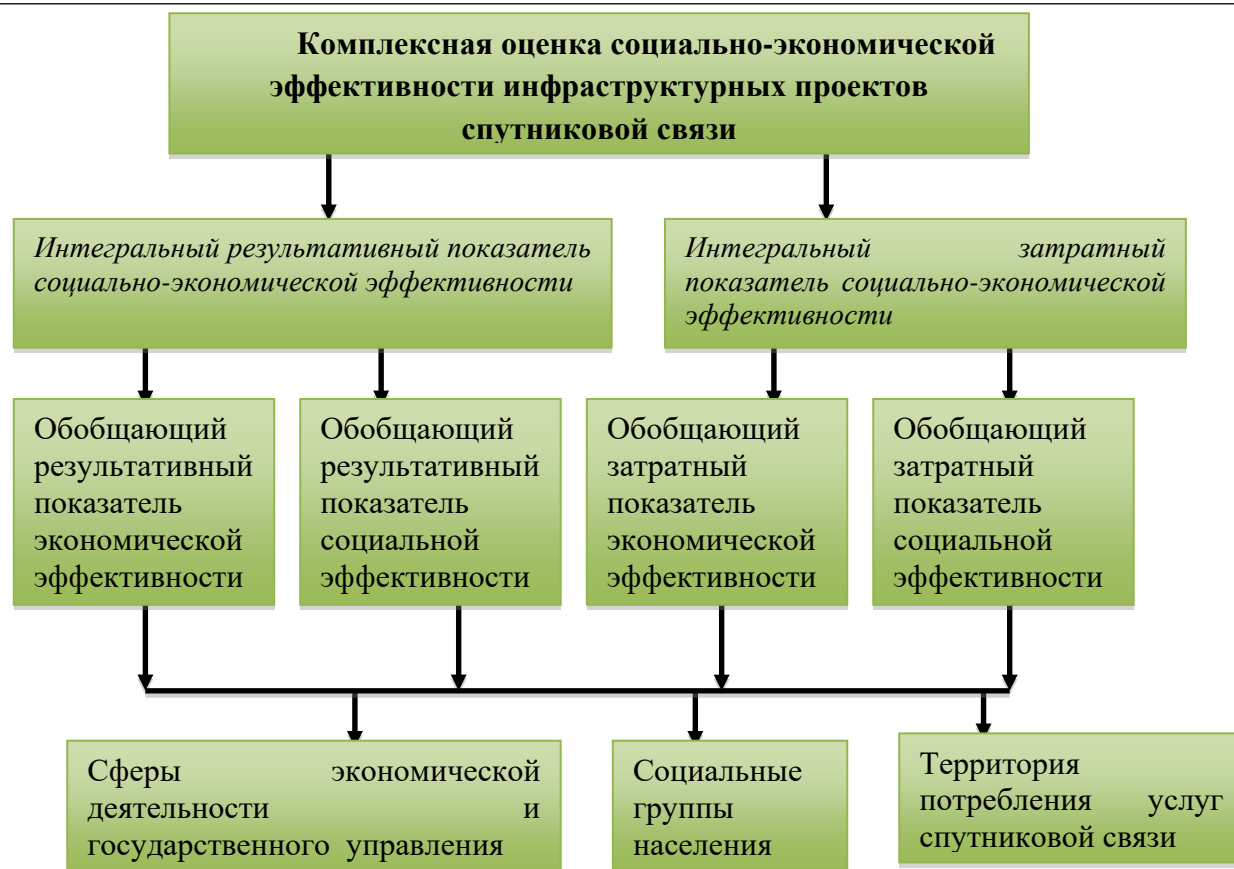 Комплексная оценка социально-экономической
эффективности инфраструктурных проектов
спутниковой связи
Интегральный результативный показатель
социально-экономической эффективности
Интегральный затратный
показатель социально-экономической
эффективности
Обобщающий
результативный
показатель
экономической
эффективности
Обобщающий
результативный
показатель
социальной
эффективности
Обобщающий
затратный
показатель
экономической
эффективности
Обобщающий
затратный
показатель
социальной
эффективности
Сферы экономической
деятельности и
государственного управления
Социальные
группы
населения
Территория
потребления услуг
спутниковой связи